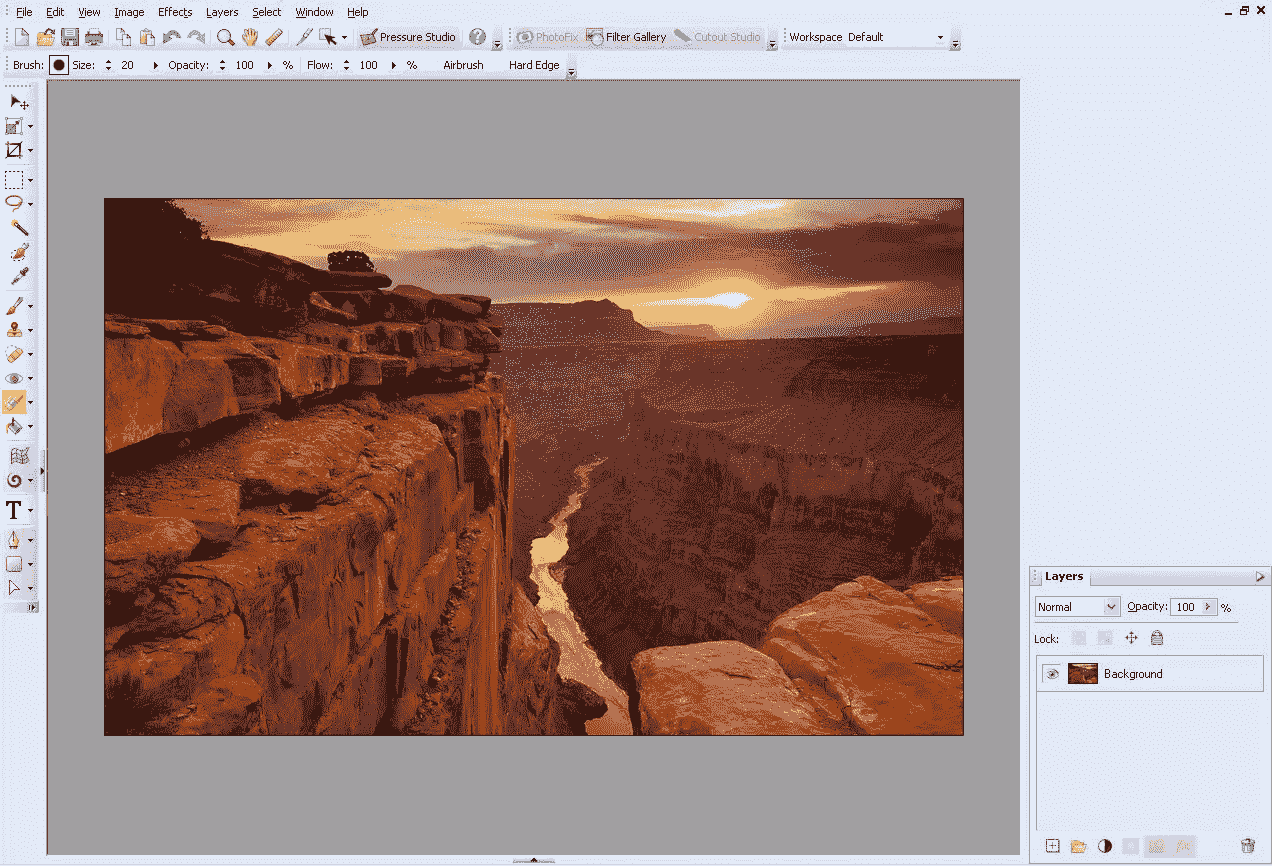 File Edit View Image Effects Layers Select Window Help
Pressure Studio PhotoFix Filter Gallery Cutout Studio Workspace Default
Brush: Size: 20 Opacity: 100 % Flow: 100 % Airbrush Hard Edge
T
Layers
Normal Opacity: 100 %
Lock:
Background